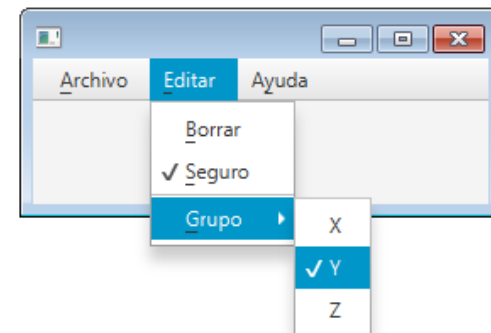 Archivo Editar Ayuda
Borrar
✓ Seguro
Grupo
X
✓ Y
Z